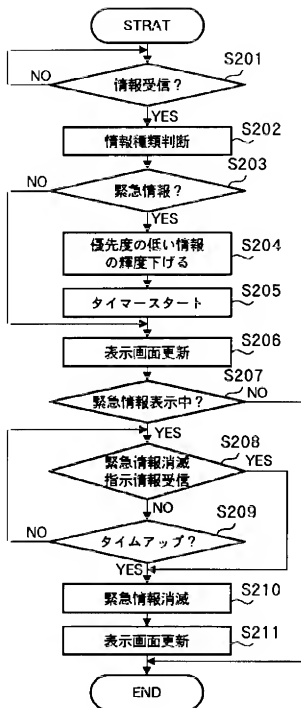 STRAT
S201
情報受信？
NO
YES
S202
情報種類判断
S203
NO
緊急情報？
YES
S204
優先度の低い情報
の輝度下げる
S205
タイマースタート
S206
表示画面更新
S207
緊急情報表示中？
NO
YES
S208
緊急情報消滅
指示情報受信
YES
NO
S209
タイムアップ？
NO
YES
S210
緊急情報消滅
S211
表示画面更新
END